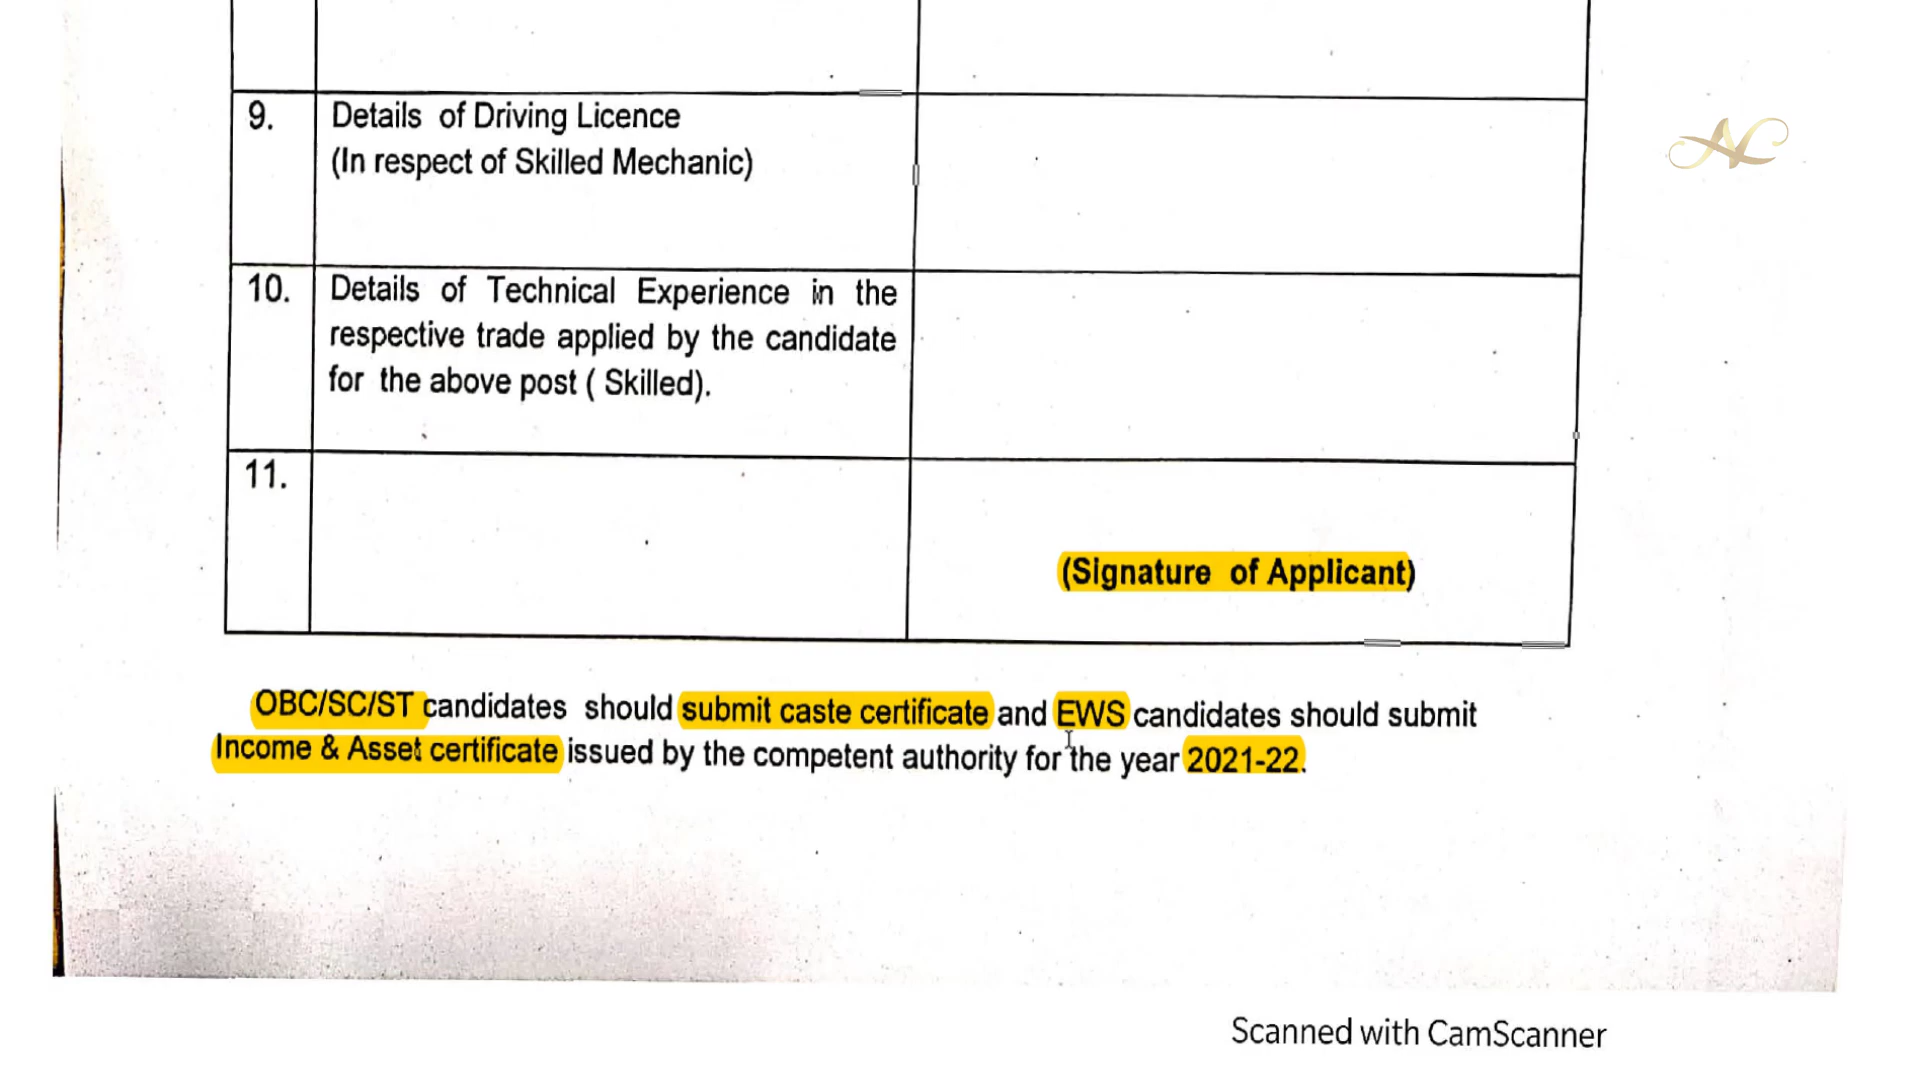 9.
Details of Driving Licence
(In respect of Skilled Mechanic)
10.
Details of Technical Experience in the
respective trade applied by the candidate
for the above post ( Skilled).
11.
(Signature of Applicant)
OBC/SC/ST candidates should submit caste certificate and EWS candidates should submit
Income & Asset certificate issued by the competent authority for the year 2021-22.
Scanned with CamScanner
AC